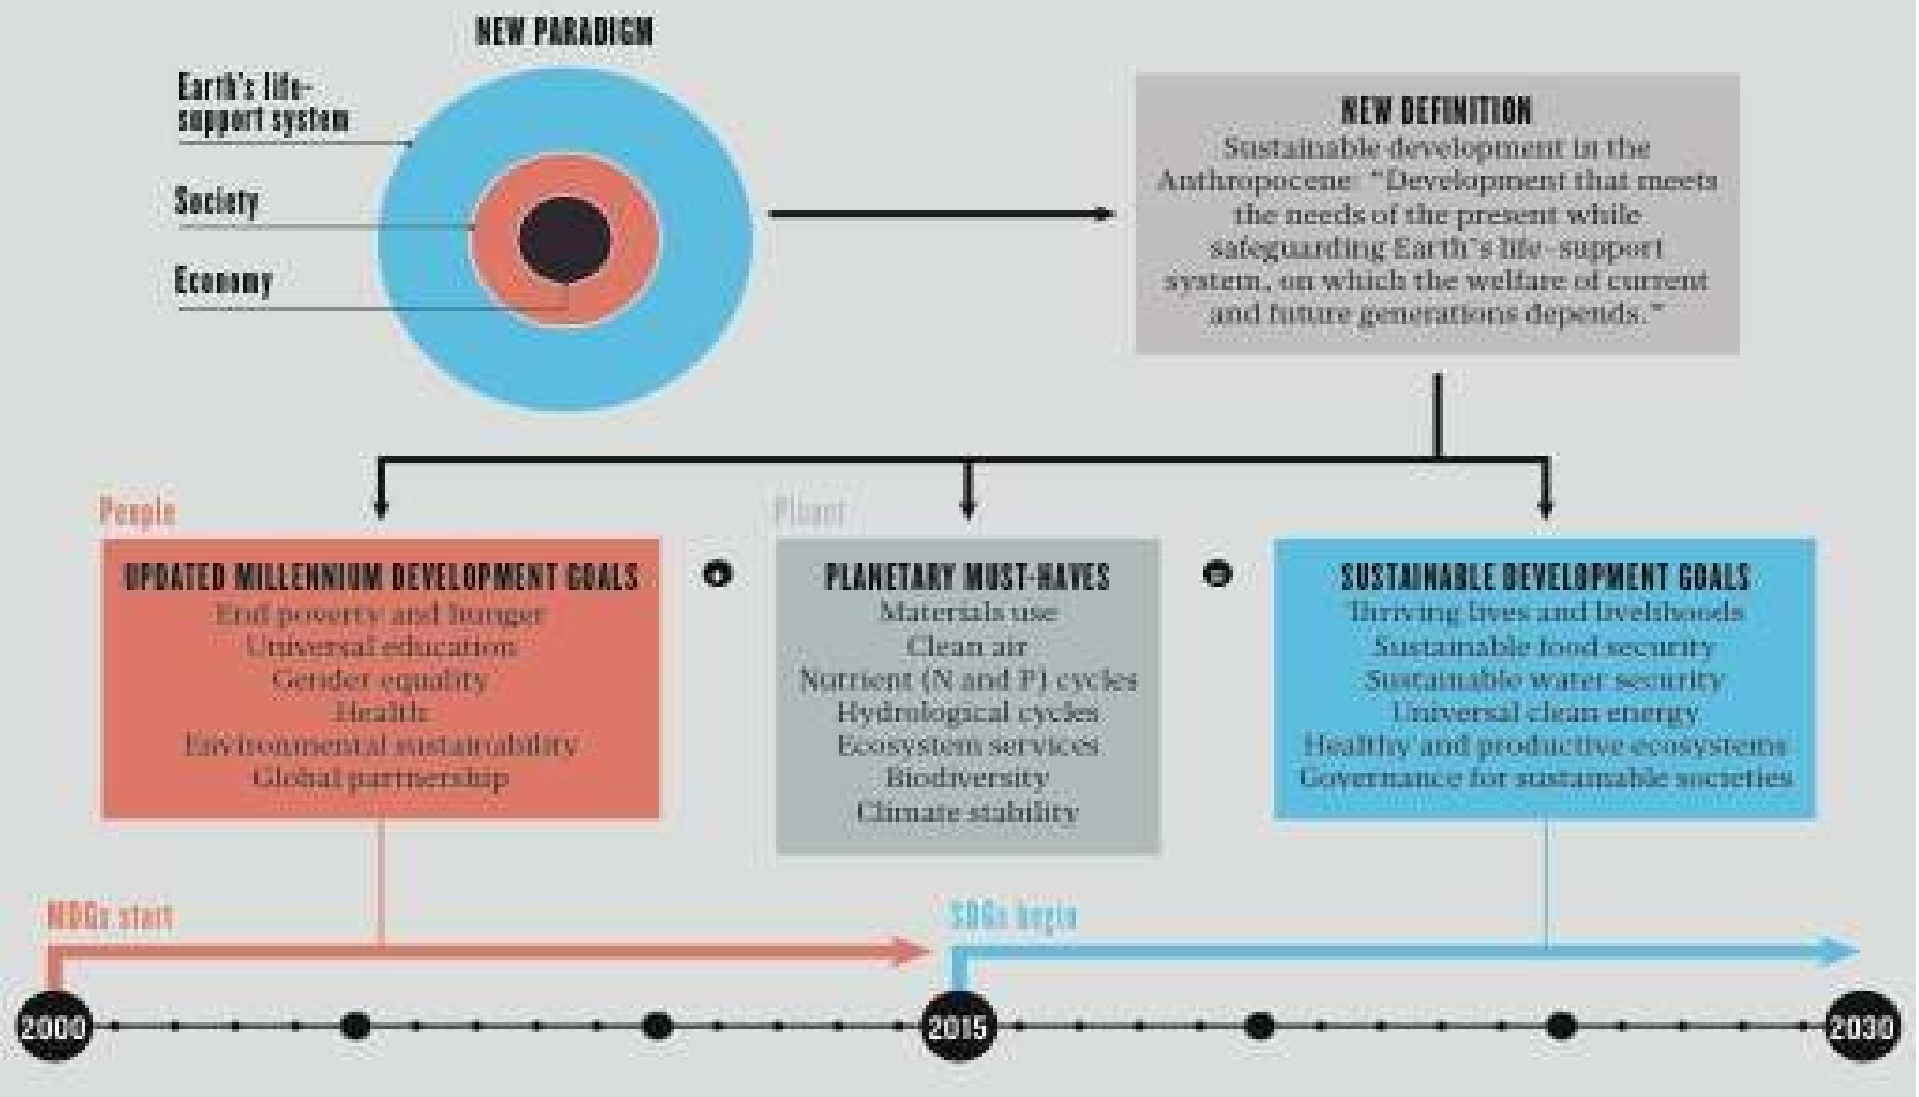 NEW PARADIGM
Earth's life-
support system
Society
Economy
NEW DEFINITION
Sustainable development in the
Anthropocene: "Development that meets
the needs of the present while
safeguarding Earth's life-support
system, on which the welfare of current
and future generations depends."
People
UPDATED MILLENNIUM DEVELOPMENT GOALS
End poverty and hunger
Universal education
Gender equality
Health
Environmental sustainability
Global partnership
+
PLANETARY MUST-HAVES
Materials use
Clean air
Nutrient (N and P) cycles
Hydrological cycles
Ecosystem services
Biodiversity
Climate stability
=
SUSTAINABLE DEVELOPMENT GOALS
Thriving lives and livelihoods
Sustainable food security
Sustainable water security
Universal clean energy
Healthy and productive ecosystems
Governance for sustainable societies
MDGs start
SDGs begin
2000
2015
2030